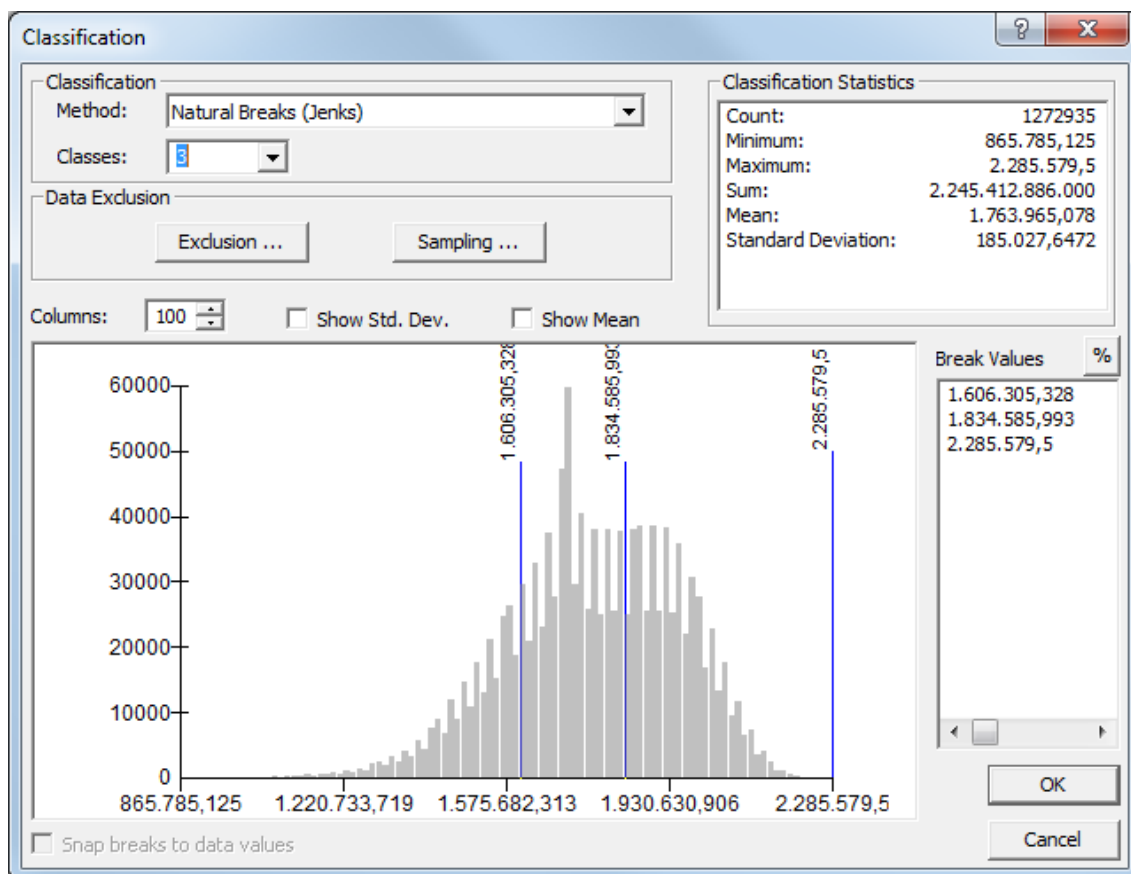 Classification
Classification
Method: Natural Breaks (Jenks)
Classes: 3
Data Exclusion
Exclusion ... Sampling ...
Classification Statistics
Count: 1272935
Minimum: 865.785,125
Maximum: 2.285.579,5
Sum: 2.245.412.886.000
Mean: 1.763.965,078
Standard Deviation: 185.027,6472
Columns: 100 Show Std. Dev. Show Mean
Break Values %
1.606.305,328
1.834.585,993
2.285.579,5
1.606.305,328
1.834.585,993
2.285.579,5
60000
50000
40000
30000
20000
10000
0
865.785,125 1.220.733,719 1.575.682,313 1.930.630,906 2.285.579,5
OK
Cancel
Snap breaks to data values